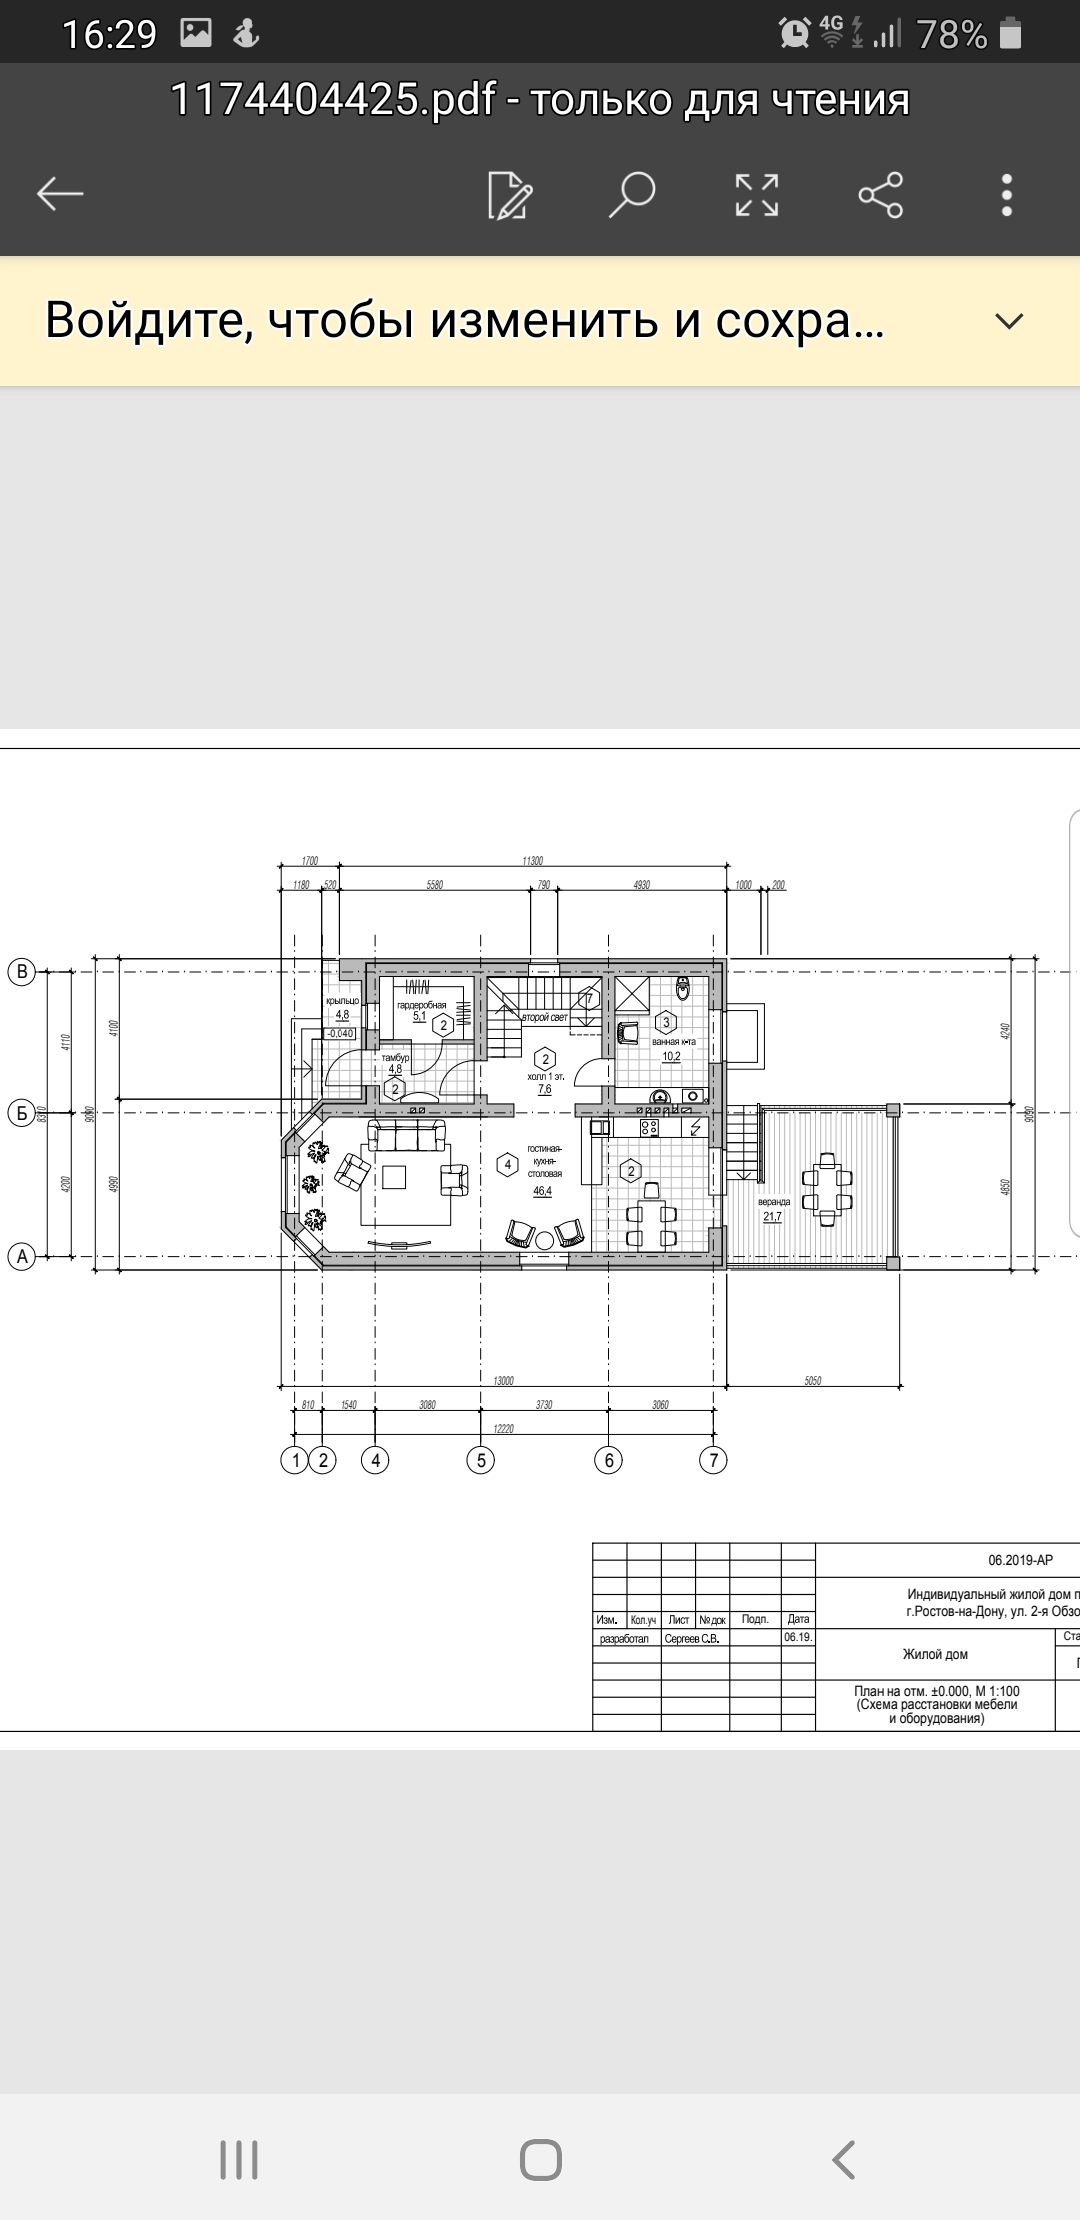 16:29 4G 78%
1174404425.pdf - только для чтения
Войдите, чтобы изменить и сохра...
1700 11300
1180 520 5580 790 4930 1000 200
В
Б
А
4110
4200
8310
9090
4100
4990
4240
4850
9090
крыльцо
4,8
-0,040
гардеробная
5,1
2
тамбур
4,8
2
второй свет
7
2
холл 1 эт.
7,6
3
ванная к-та
10,2
4
гостиная-
кухня-
столовая
46,4
2
веранда
21,7
13000 5050
810 1540 3080 3730 3060
12220
1 2 4 5 6 7
06.2019-АР
Индивидуальный жилой дом п
г.Ростов-на-Дону, ул. 2-я Обзо
Изм. Кол.уч Лист №док Подп. Дата
разработал Сергеев С.В. 06.19.
Жилой дом
Ста
План на отм. ±0.000, М 1:100
(Схема расстановки мебели
и оборудования)